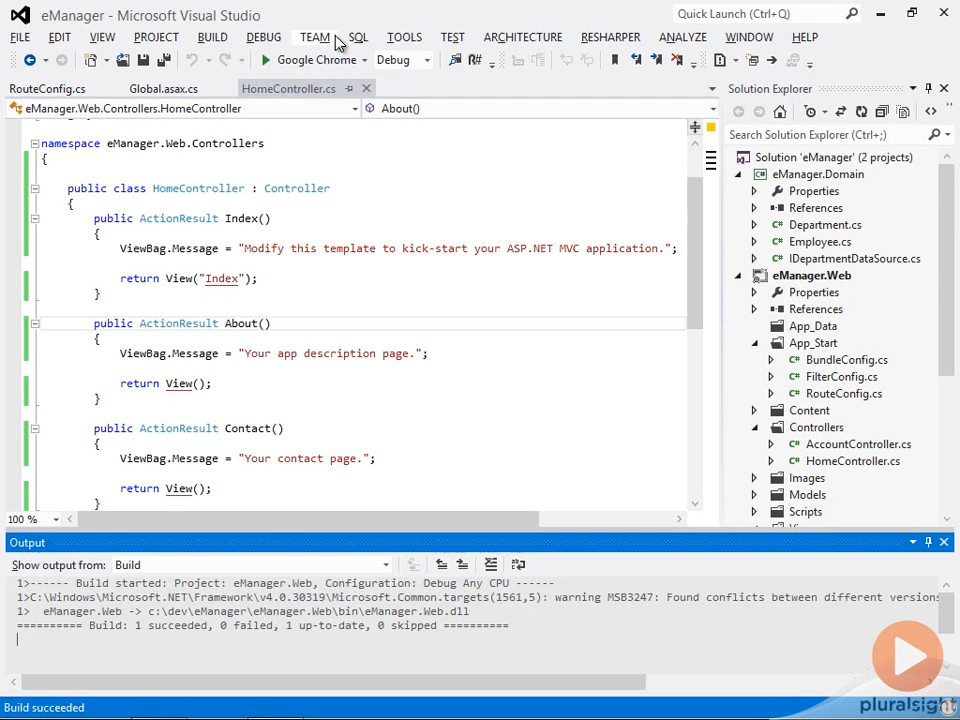 eManager - Microsoft Visual Studio
Quick Launch (Ctrl+Q)
FILE EDIT VIEW PROJECT BUILD DEBUG TEAM SQL TOOLS TEST ARCHITECTURE RESHARPER ANALYZE WINDOW HELP
Google Chrome Debug R#
RouteConfig.cs Global.asax.cs HomeController.cs
eManager.Web.Controllers.HomeController About()
namespace eManager.Web.Controllers
{
public class HomeController : Controller
{
public ActionResult Index()
{
ViewBag.Message = "Modify this template to kick-start your ASP.NET MVC application.";
return View("Index");
}
public ActionResult About()
{
ViewBag.Message = "Your app description page.";
return View();
}
public ActionResult Contact()
{
ViewBag.Message = "Your contact page.";
return View();
}
100 %
Solution Explorer
Search Solution Explorer (Ctrl+;)
Solution 'eManager' (2 projects)
C# eManager.Domain
Properties
References
C# Department.cs
C# Employee.cs
C# IDepartmentDataSource.cs
eManager.Web
Properties
References
App_Data
App_Start
C# BundleConfig.cs
C# FilterConfig.cs
C# RouteConfig.cs
Content
Controllers
C# AccountController.cs
C# HomeController.cs
Images
Models
Scripts
Output
Show output from: Build
1>------ Build started: Project: eManager.Web, Configuration: Debug Any CPU ------
1>C:\Windows\Microsoft.NET\Framework\v4.0.30319\Microsoft.Common.targets(1561,5): warning MSB3247: Found conflicts between different versions
1> eManager.Web -> c:\dev\eManager\eManager.Web\bin\eManager.Web.dll
========== Build: 1 succeeded, 0 failed, 1 up-to-date, 0 skipped ==========
Build succeeded
pluralsight